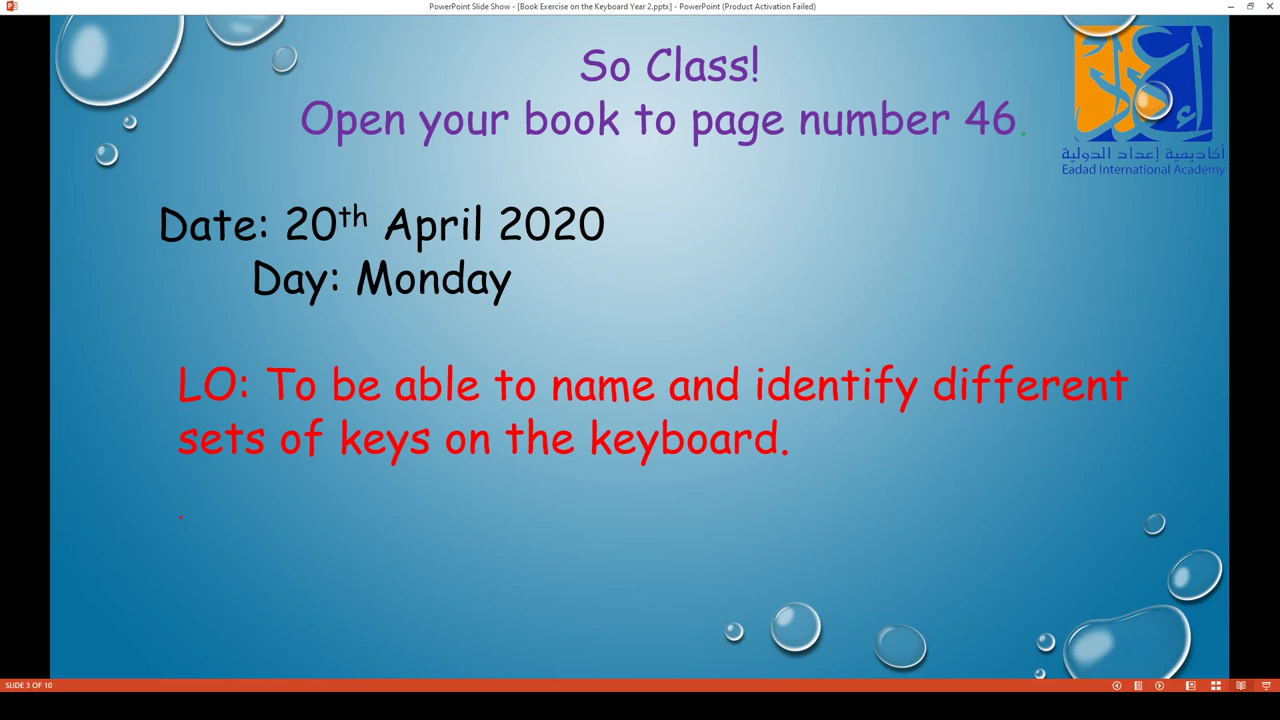 PowerPoint Slide Show - [Book Exercise on the Keyboard Year 2.pptx] - PowerPoint (Product Activation Failed)
So Class!
Open your book to page number 46.
أكاديمية إعداد الدولية
Eadad International Academy
Date: 20th April 2020
Day: Monday
LO: To be able to name and identify different
sets of keys on the keyboard.
.
SLIDE 3 OF 10